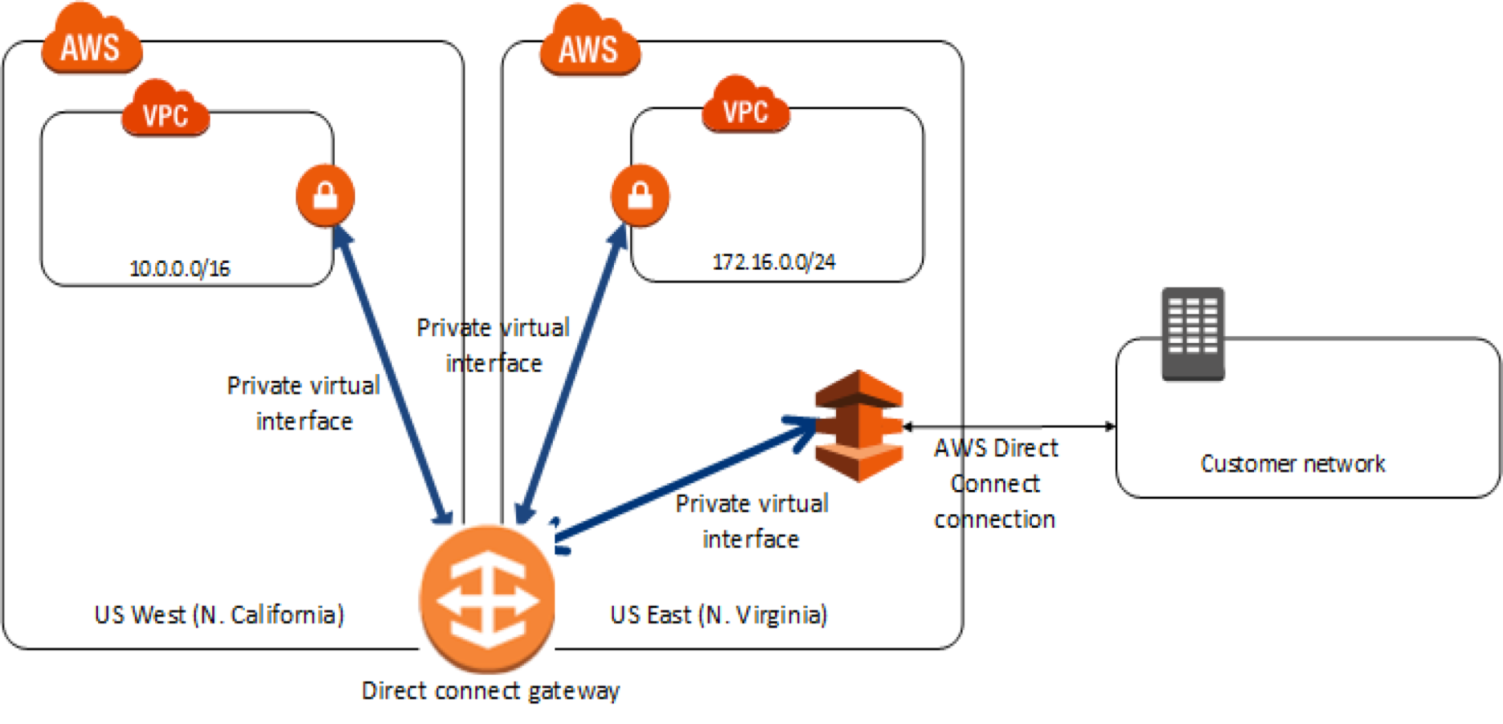 AWS
AWS
VPC
VPC
10.0.0.0/16
172.16.0.0/24
Private virtual
interface
Private virtual
interface
Private virtual
interface
AWS Direct
Connect
connection
Customer network
US West (N. California)
US East (N. Virginia)
Direct connect gateway